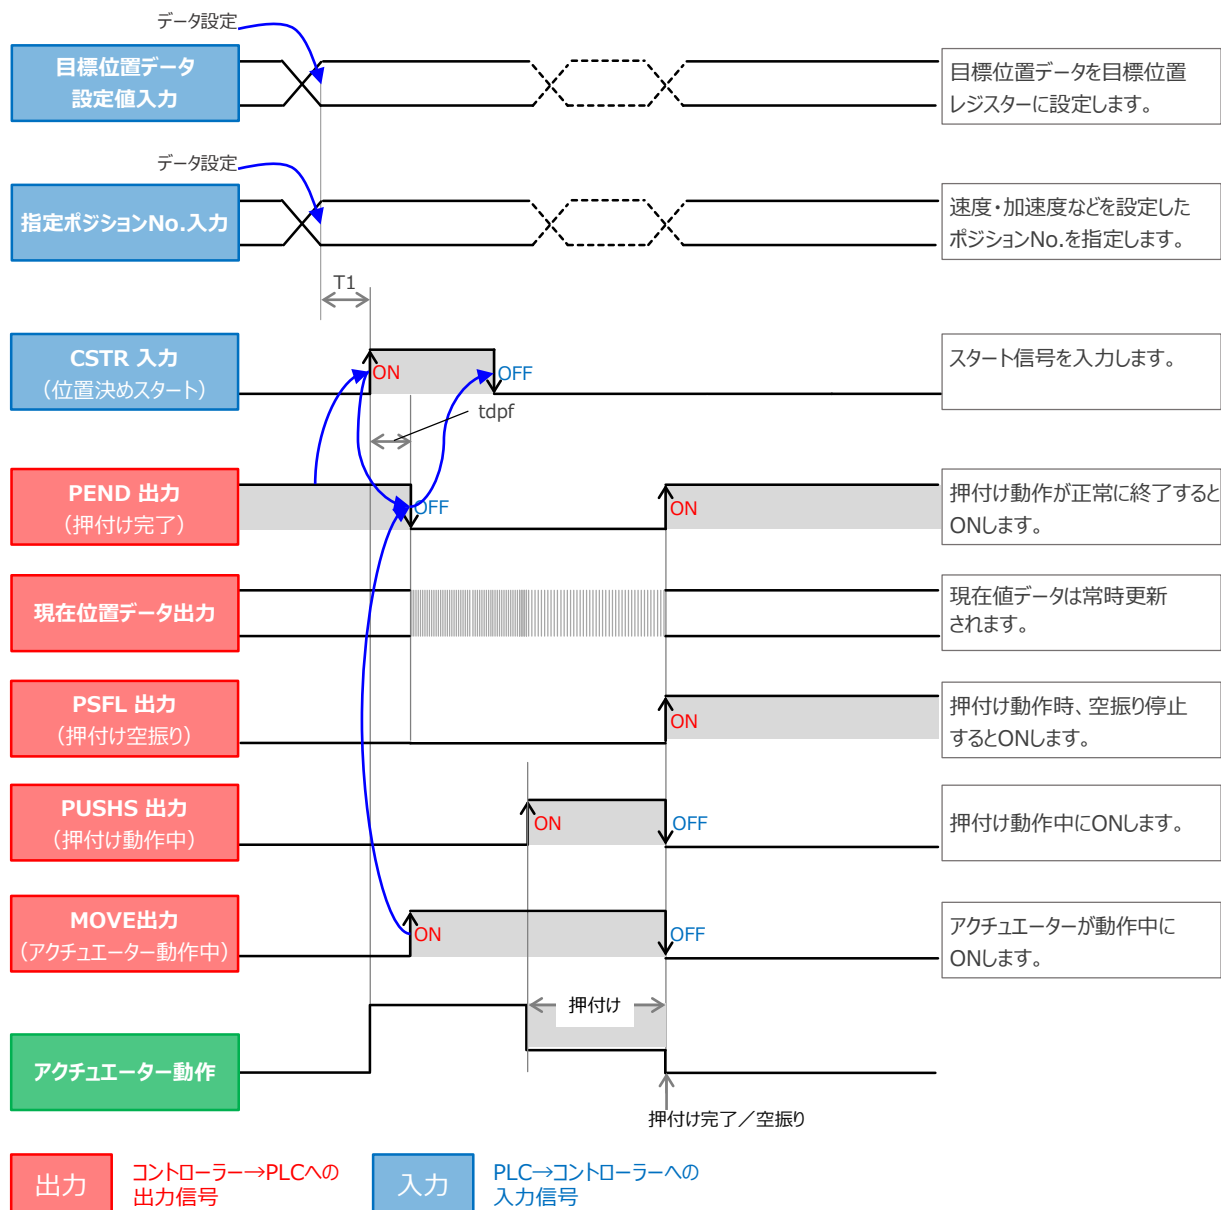 データ設定
目標位置データ
設定値入力
目標位置データを目標位置
レジスターに設定します。
データ設定
指定ポジションNo.入力
速度・加速度などを設定した
ポジションNo.を指定します。
T1
CSTR 入力
（位置決めスタート）
ON
OFF
スタート信号を入力します。
tdpf
PEND 出力
（押付け完了）
OFF
ON
押付け動作が正常に終了すると
ONします。
現在位置データ出力
現在値データは常時更新
されます。
PSFL 出力
（押付け空振り）
ON
押付け動作時、空振り停止
するとONします。
PUSHS 出力
（押付け動作中）
ON
OFF
押付け動作中にONします。
MOVE出力
（アクチュエーター動作中）
ON
OFF
アクチュエーターが動作中に
ONします。
押付け
アクチュエーター動作
押付け完了／空振り
出力
コントローラー→PLCへの
出力信号
入力
PLC→コントローラーへの
入力信号